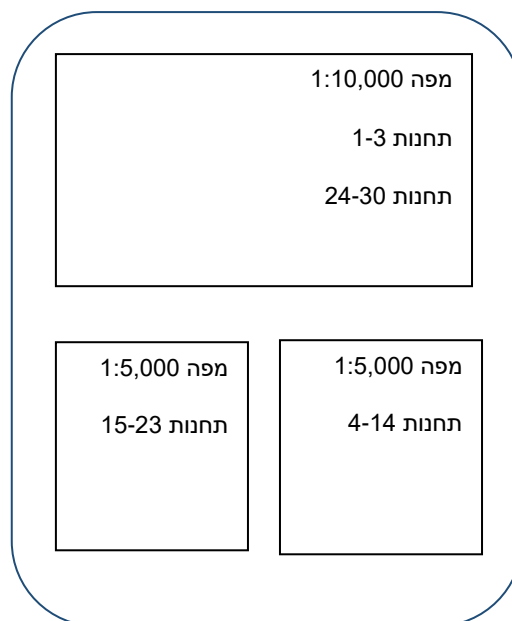 מפה 1:10,000
תחנות 1-3
תחנות 24-30
מפה 1:5,000
תחנות 4-14
מפה 1:5,000
תחנות 15-23